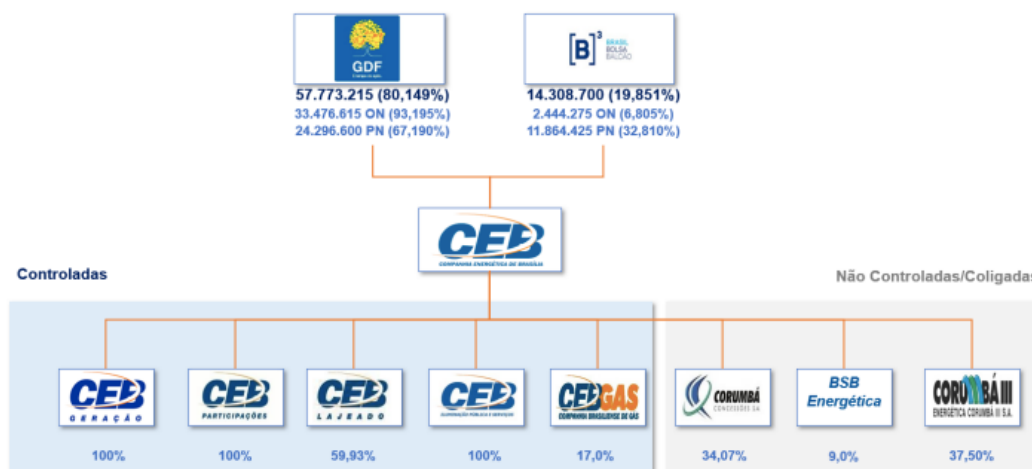 GDF
[B]³
BRASIL
BOLSA
BALCÃO
57.773.215 (80,149%)
33.476.615 ON (93,195%)
24.296.600 PN (67,190%)
14.308.700 (19,851%)
2.444.275 ON (6,805%)
11.864.425 PN (32,810%)
CEB
COMPANHIA ENERGÉTICA DE BRASÍLIA
Controladas
Não Controladas/Coligadas
CEB
GERAÇÃO
CEB
PARTICIPAÇÕES
CEB
LAJEADO
CEB
ILUMINAÇÃO PÚBLICA E SERVIÇOS
CEBGAS
COMPANHIA BRASILIENSE DE GAS
CORUMBÁ
CONCESSÕES S.A.
BSB
Energética
CORUMBÁ III
ENERGÉTICA CORUMBÁ III S.A.
100%
100%
59,93%
100%
17,0%
34,07%
9,0%
37,50%